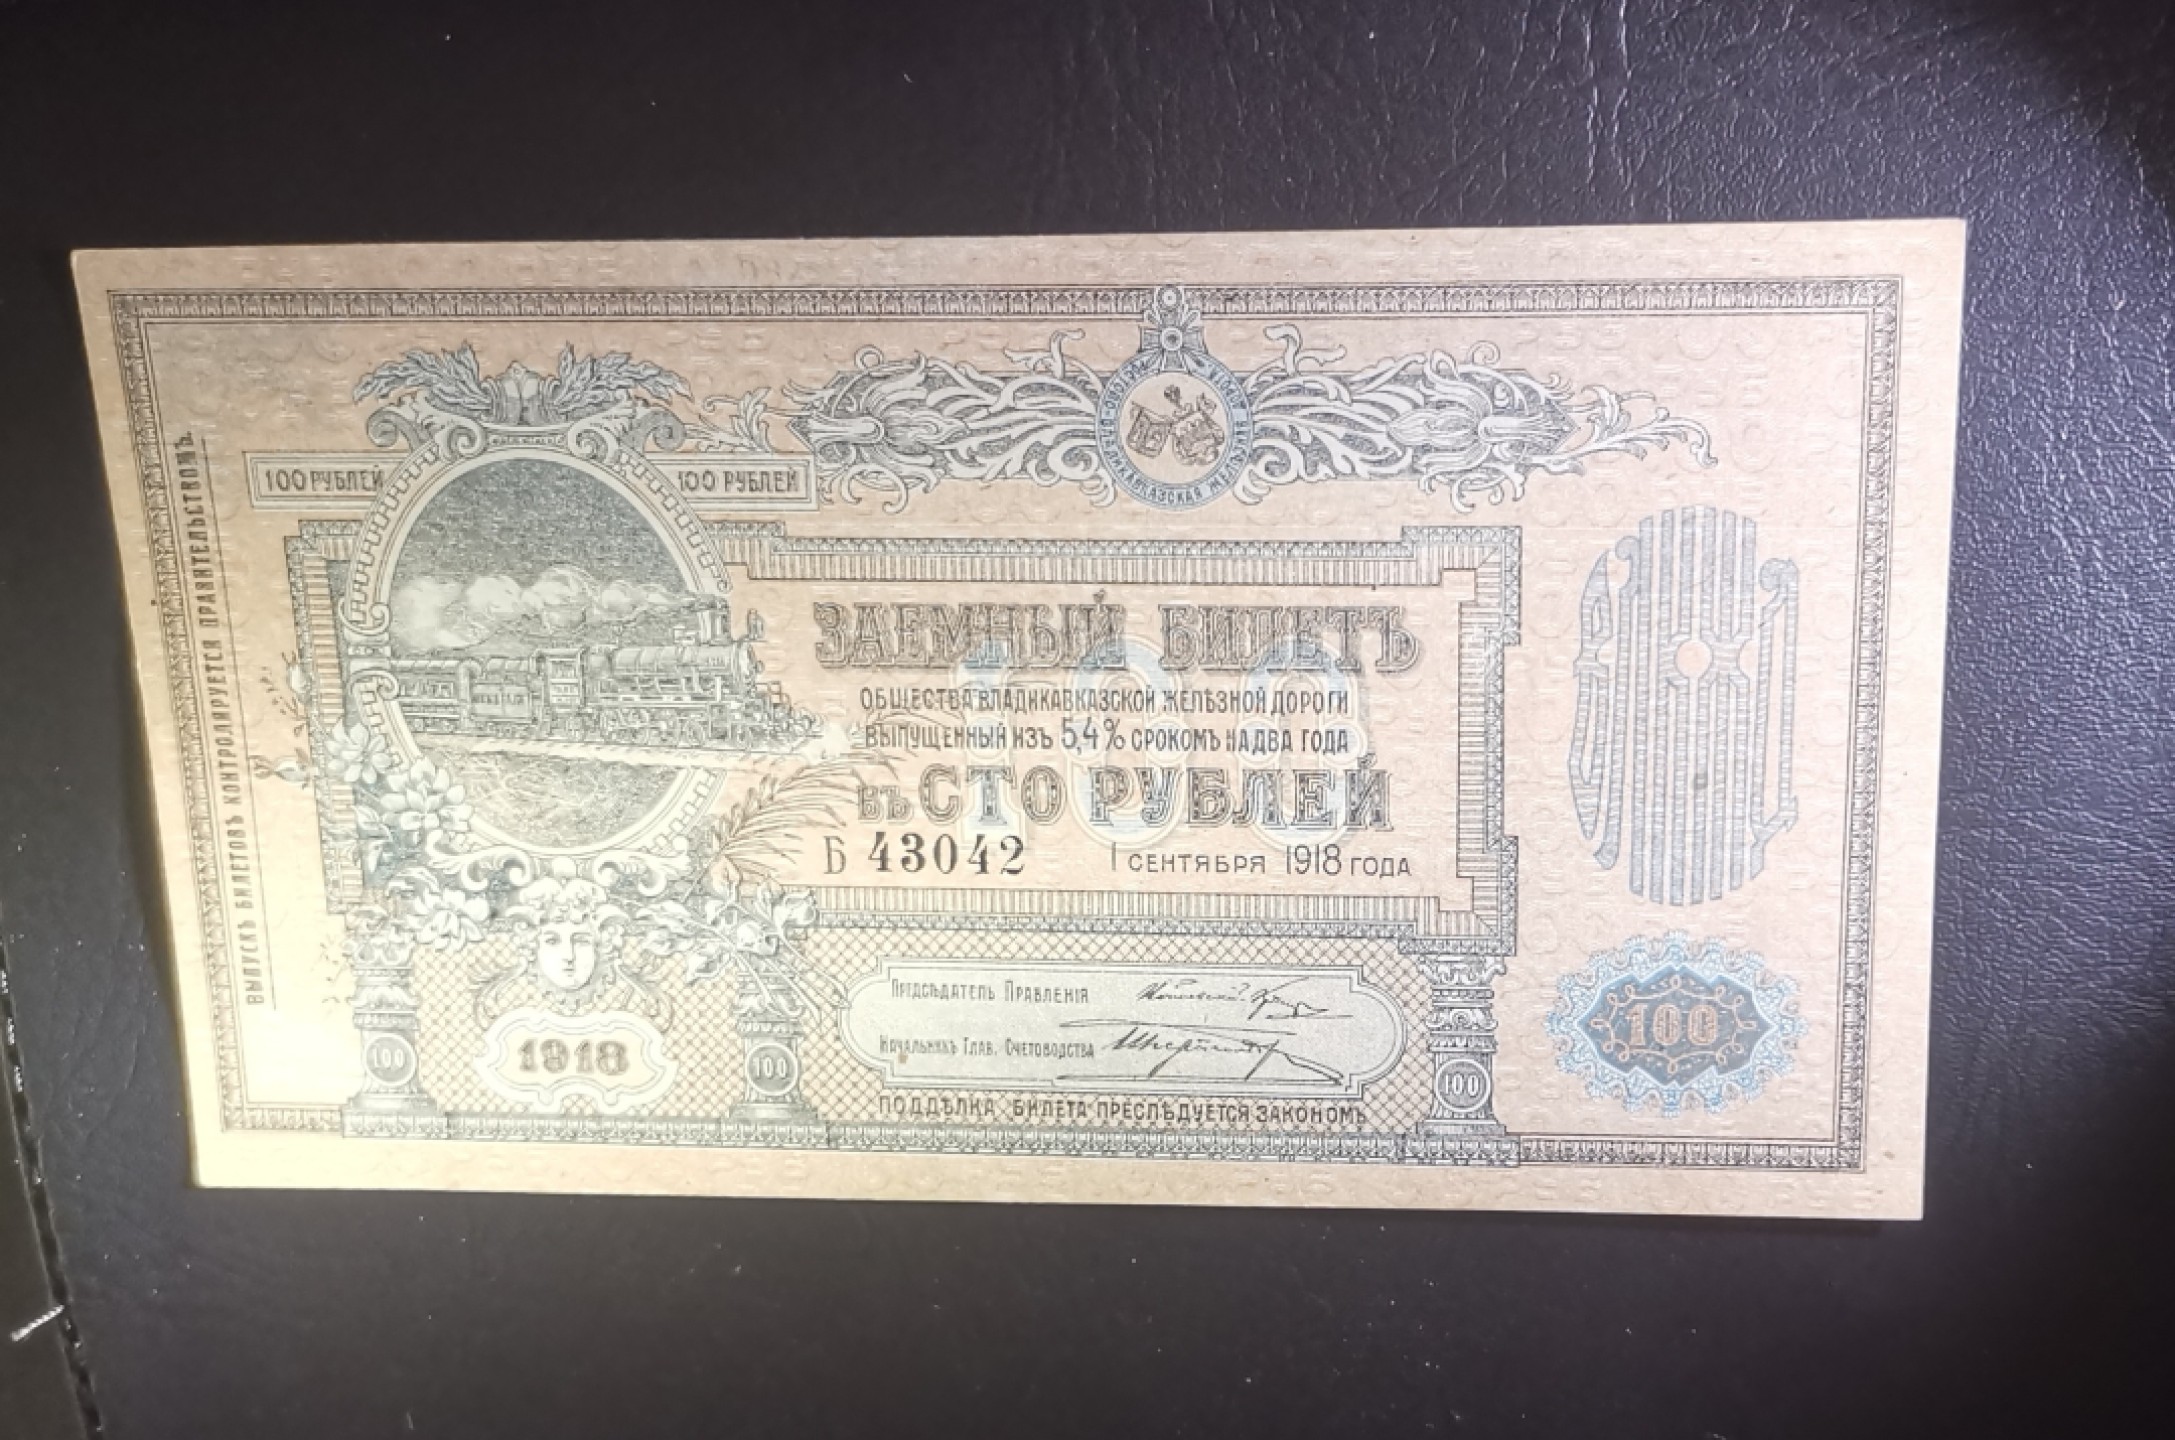 100 РУБЛЕЙ
100 РУБЛЕЙ
ВЫПУСКЪ БИЛЕТОВЪ КОНТРОЛИРУЕТСЯ ПРАВИТЕЛЬСТВОМЪ.
ВЛАДИКАВКАЗСКАЯ
ЗАЕМНЫЙ БИЛЕТЪ
100
ОБЩЕСТВА ВЛАДИКАВКАЗСКОЙ ЖЕЛѢЗНОЙ ДОРОГИ
ВЫПУЩЕННЫЙ ИЗЪ 5,4% СРОКОМЪ НА ДВА ГОДА
ВЪ СТО РУБЛЕЙ
Б 43042
1 СЕНТЯБРЯ 1918 ГОДА
ПРЕДСѢДАТЕЛЬ ПРАВЛЕНІЯ
НАЧАЛЬНИКЪ ГЛАВ. СЧЕТОВОДСТВА
1918
100
100
100
100
ПОДДѢЛКА БИЛЕТА ПРЕСЛѢДУЕТСЯ ЗАКОНОМЪ